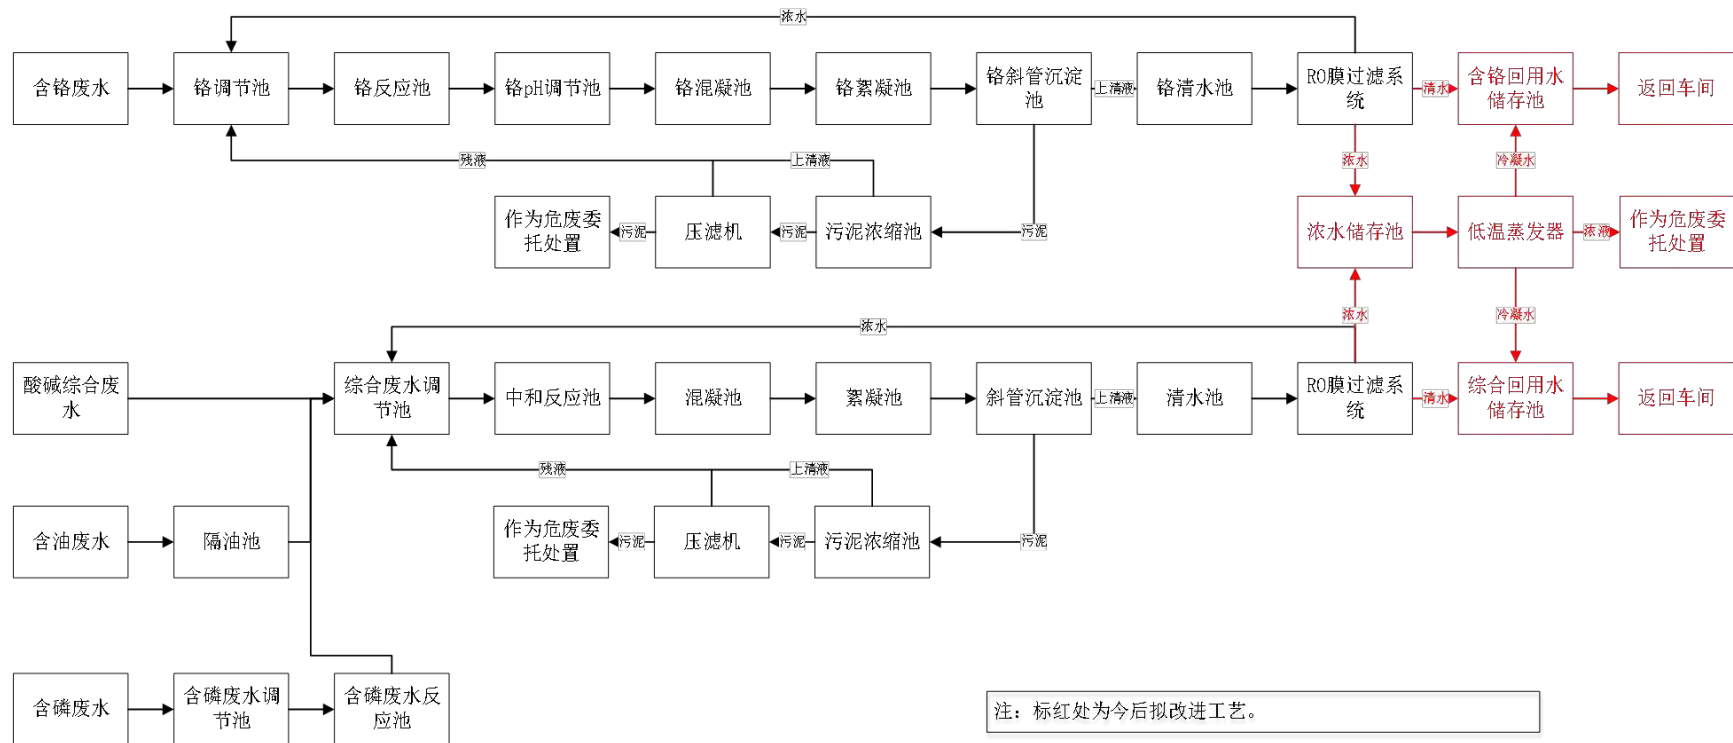 浓水
含铬废水
铬调节池
铬反应池
铬pH调节池
铬混凝池
铬絮凝池
铬斜管沉淀
池
上清液
铬清水池
RO膜过滤系
统
清水
含铬回用水
储存池
返回车间
残液
上清液
浓水
冷凝水
作为危废委
托处置
污泥
压滤机
污泥
污泥浓缩池
污泥
浓水储存池
低温蒸发器
浓液
作为危废委
托处置
浓水
浓水
冷凝水
酸碱综合废
水
综合废水调
节池
中和反应池
混凝池
絮凝池
斜管沉淀池
上清液
清水池
RO膜过滤系
统
清水
综合回用水
储存池
返回车间
残液
上清液
含油废水
隔油池
作为危废委
托处置
污泥
压滤机
污泥
污泥浓缩池
污泥
含磷废水
含磷废水调
节池
含磷废水反
应池
注：标红处为今后拟改进工艺。